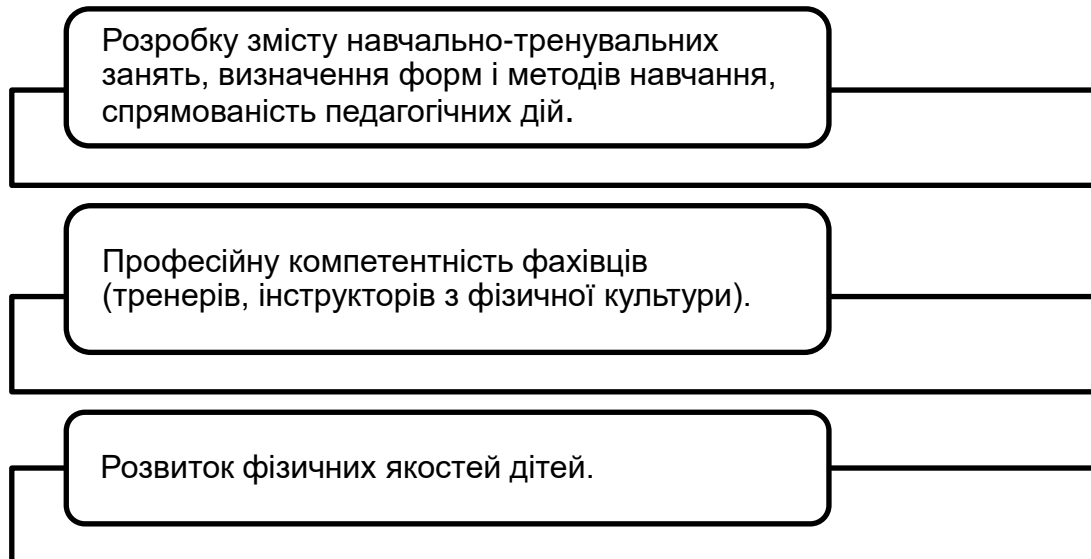 Розробку змісту навчально-тренувальних
занять, визначення форм і методів навчання,
спрямованість педагогічних дій.
Професійну компетентність фахівців
(тренерів, інструкторів з фізичної культури).
Розвиток фізичних якостей дітей.